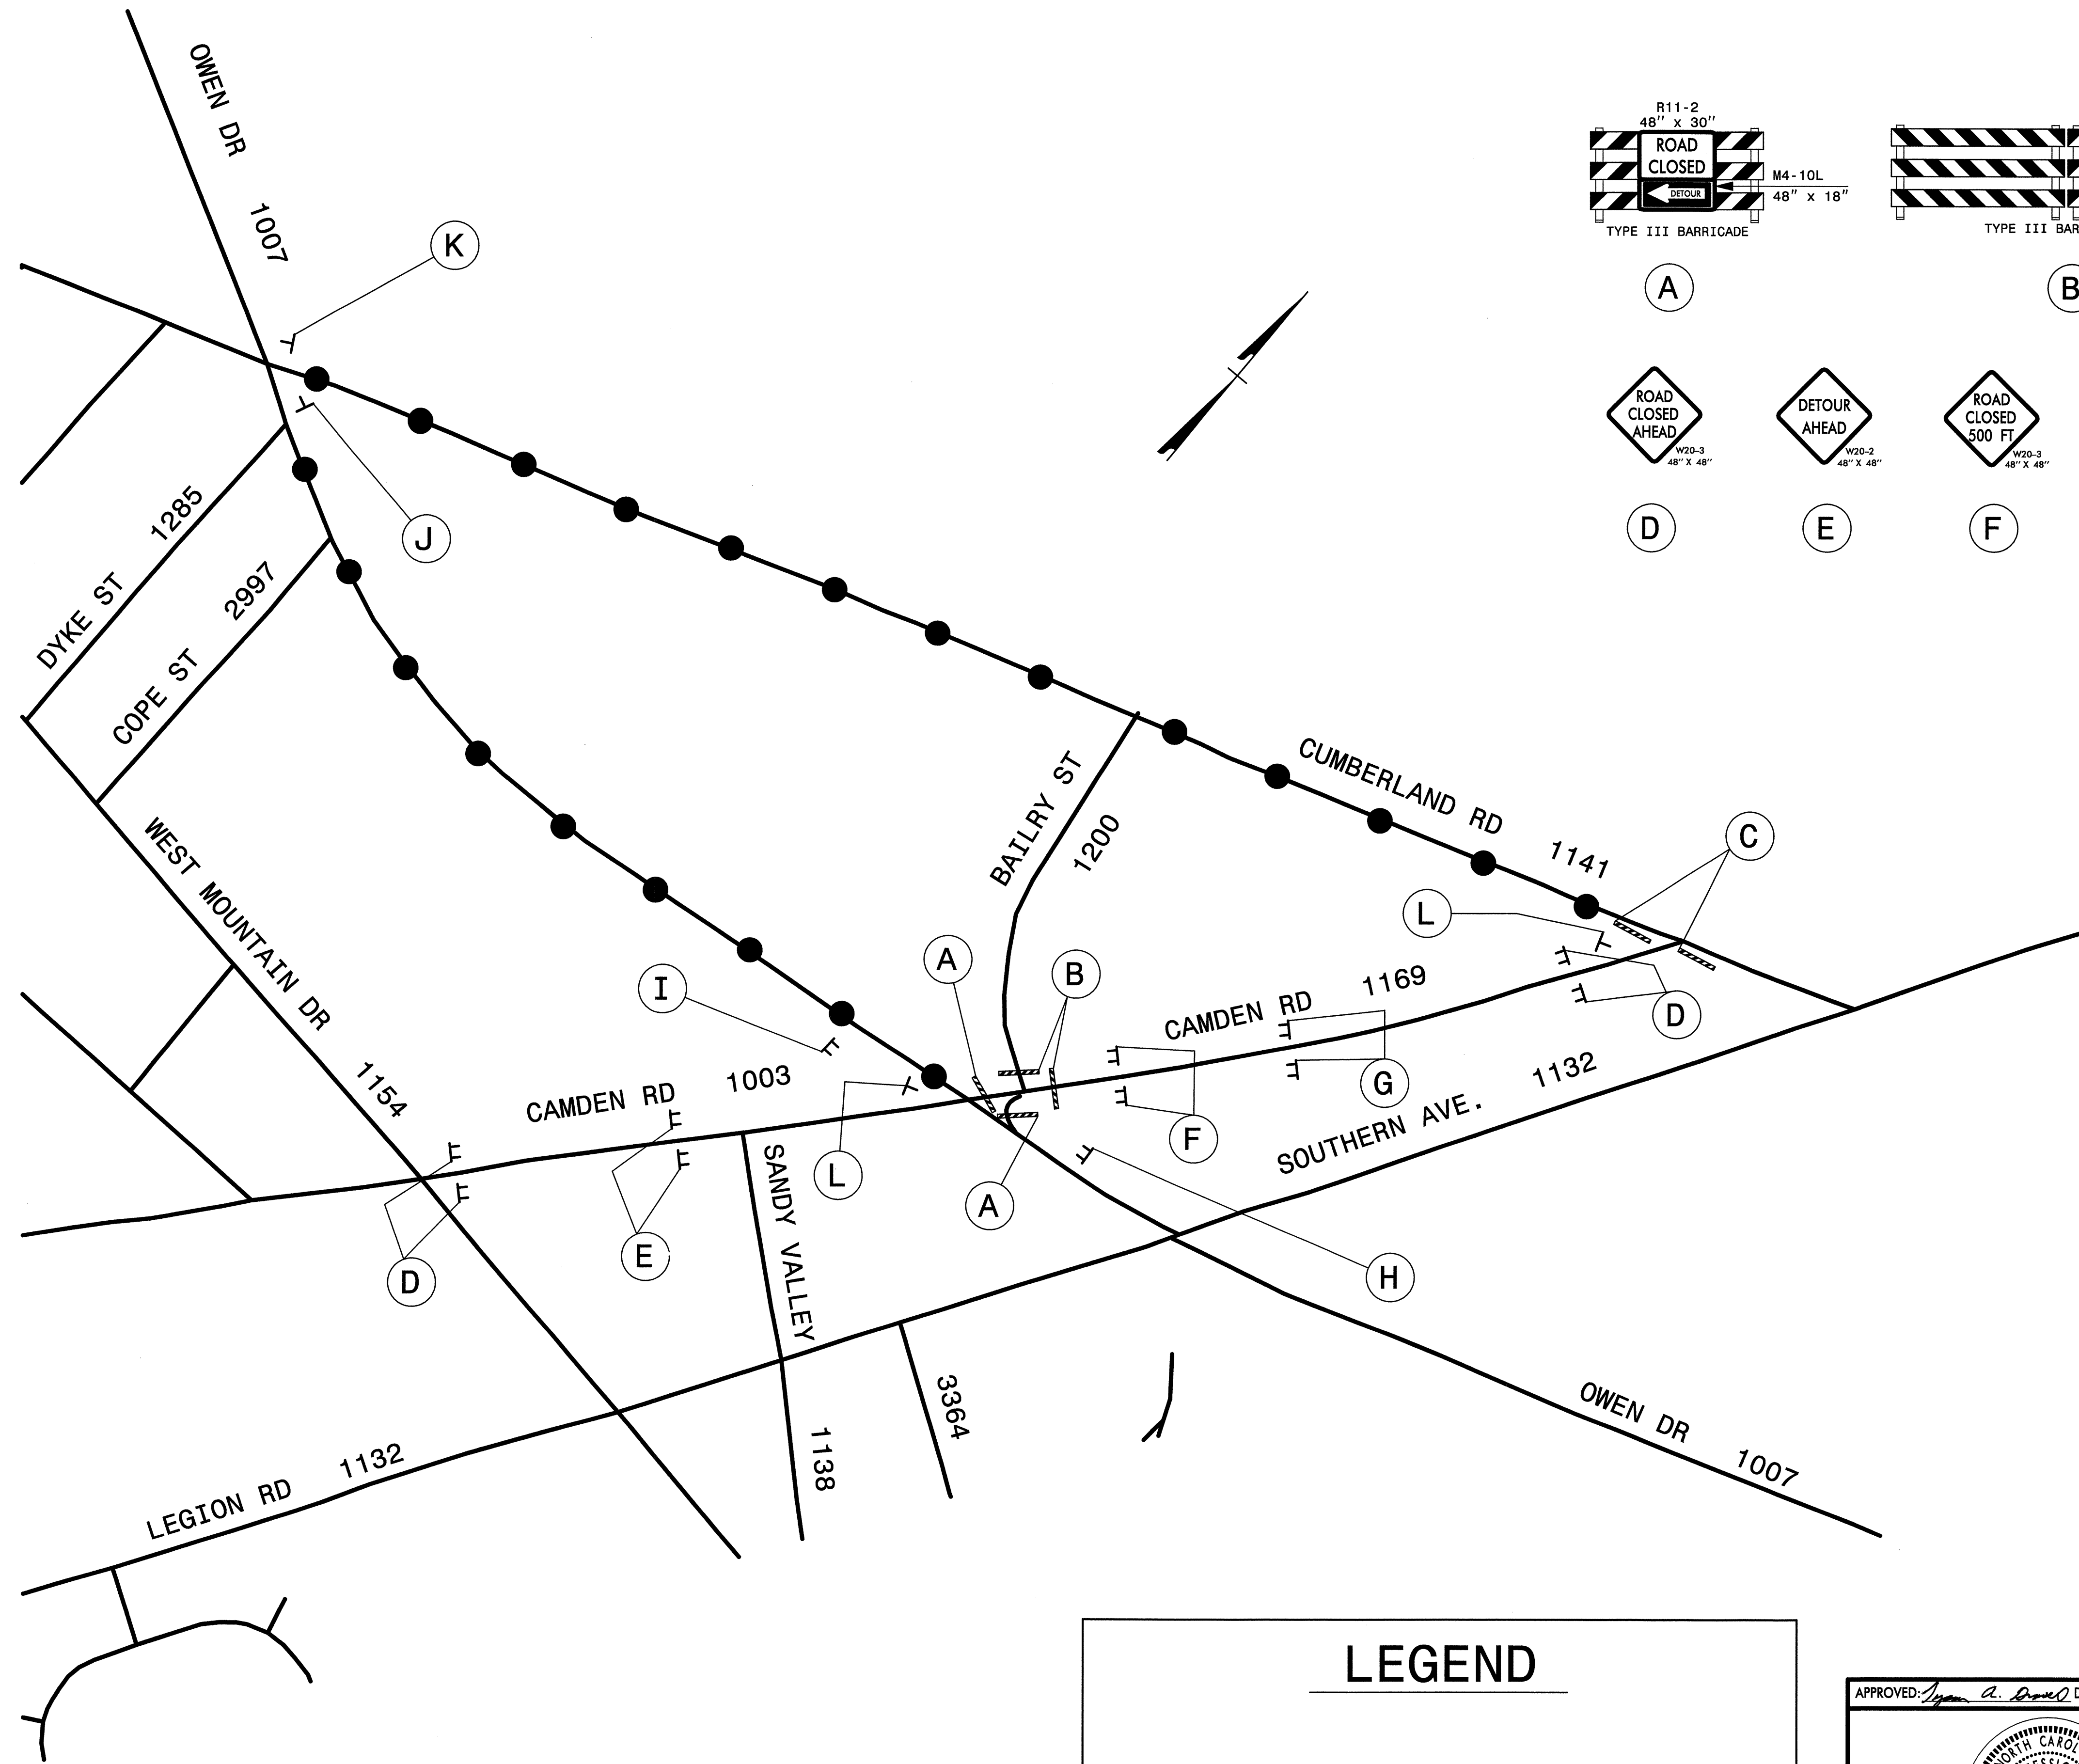 OWEN DR 1007
K
R11-2
48" x 30"
ROAD
CLOSED
DETOUR
M4-10L
48" x 18"
TYPE III BARRICADE
TYPE III BAR
A
B
ROAD
CLOSED
AHEAD
W20-3
48" X 48"
DETOUR
AHEAD
W20-2
48" X 48"
ROAD
CLOSED
500 FT
W20-3
48" X 48"
D
E
F
J
DYKE ST 1285
COPE ST 2997
WEST MOUNTAIN DR 1154
BAILRY ST 1200
CUMBERLAND RD 1141
C
L
A
B
I
CAMDEN RD 1169
D
CAMDEN RD 1003
G
SOUTHERN AVE. 1132
F
L
A
SANDY VALLEY 1138
E
D
H
3364
OWEN DR 1007
LEGION RD 1132
LEGEND
APPROVED:
D
NORTH CAROL